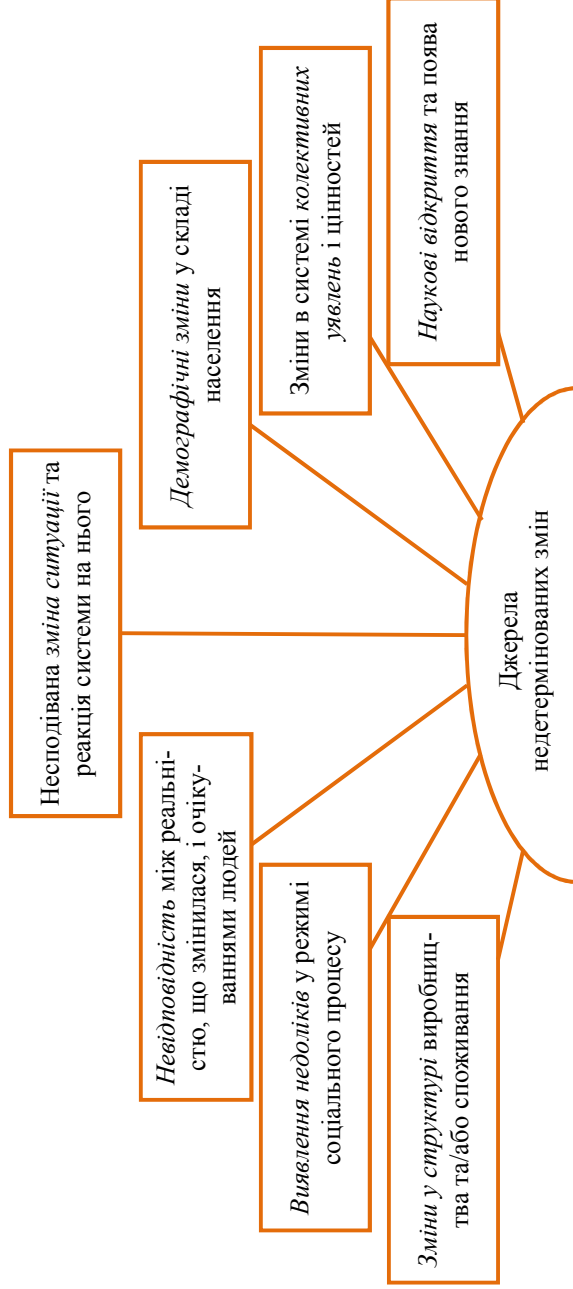 Несподівана зміна ситуації та
реакція системи на нього
Невідповідність між реальні-
стю, що змінилася, і очіку-
ваннями людей
Демографічні зміни у складі
населення
Виявлення недоліків у режимі
соціального процесу
Зміни в системі колективних
уявлень і цінностей
Зміни у структурі виробниц-
тва та/або споживання
Наукові відкриття та поява
нового знання
Джерела
недетермінованих змін